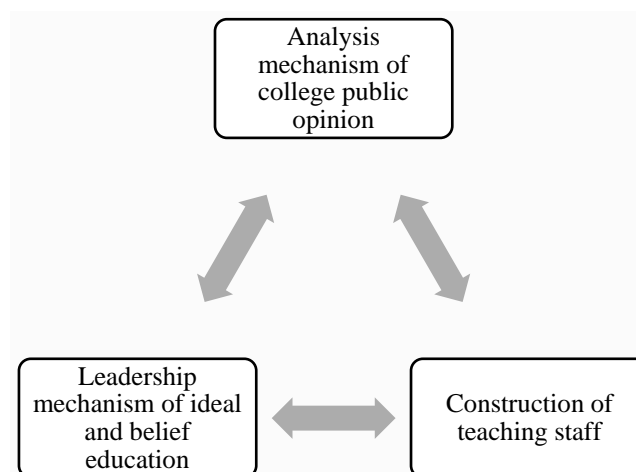 Analysis
mechanism of
college public
opinion
Leadership
mechanism of ideal
and belief
education
Construction of
teaching staff